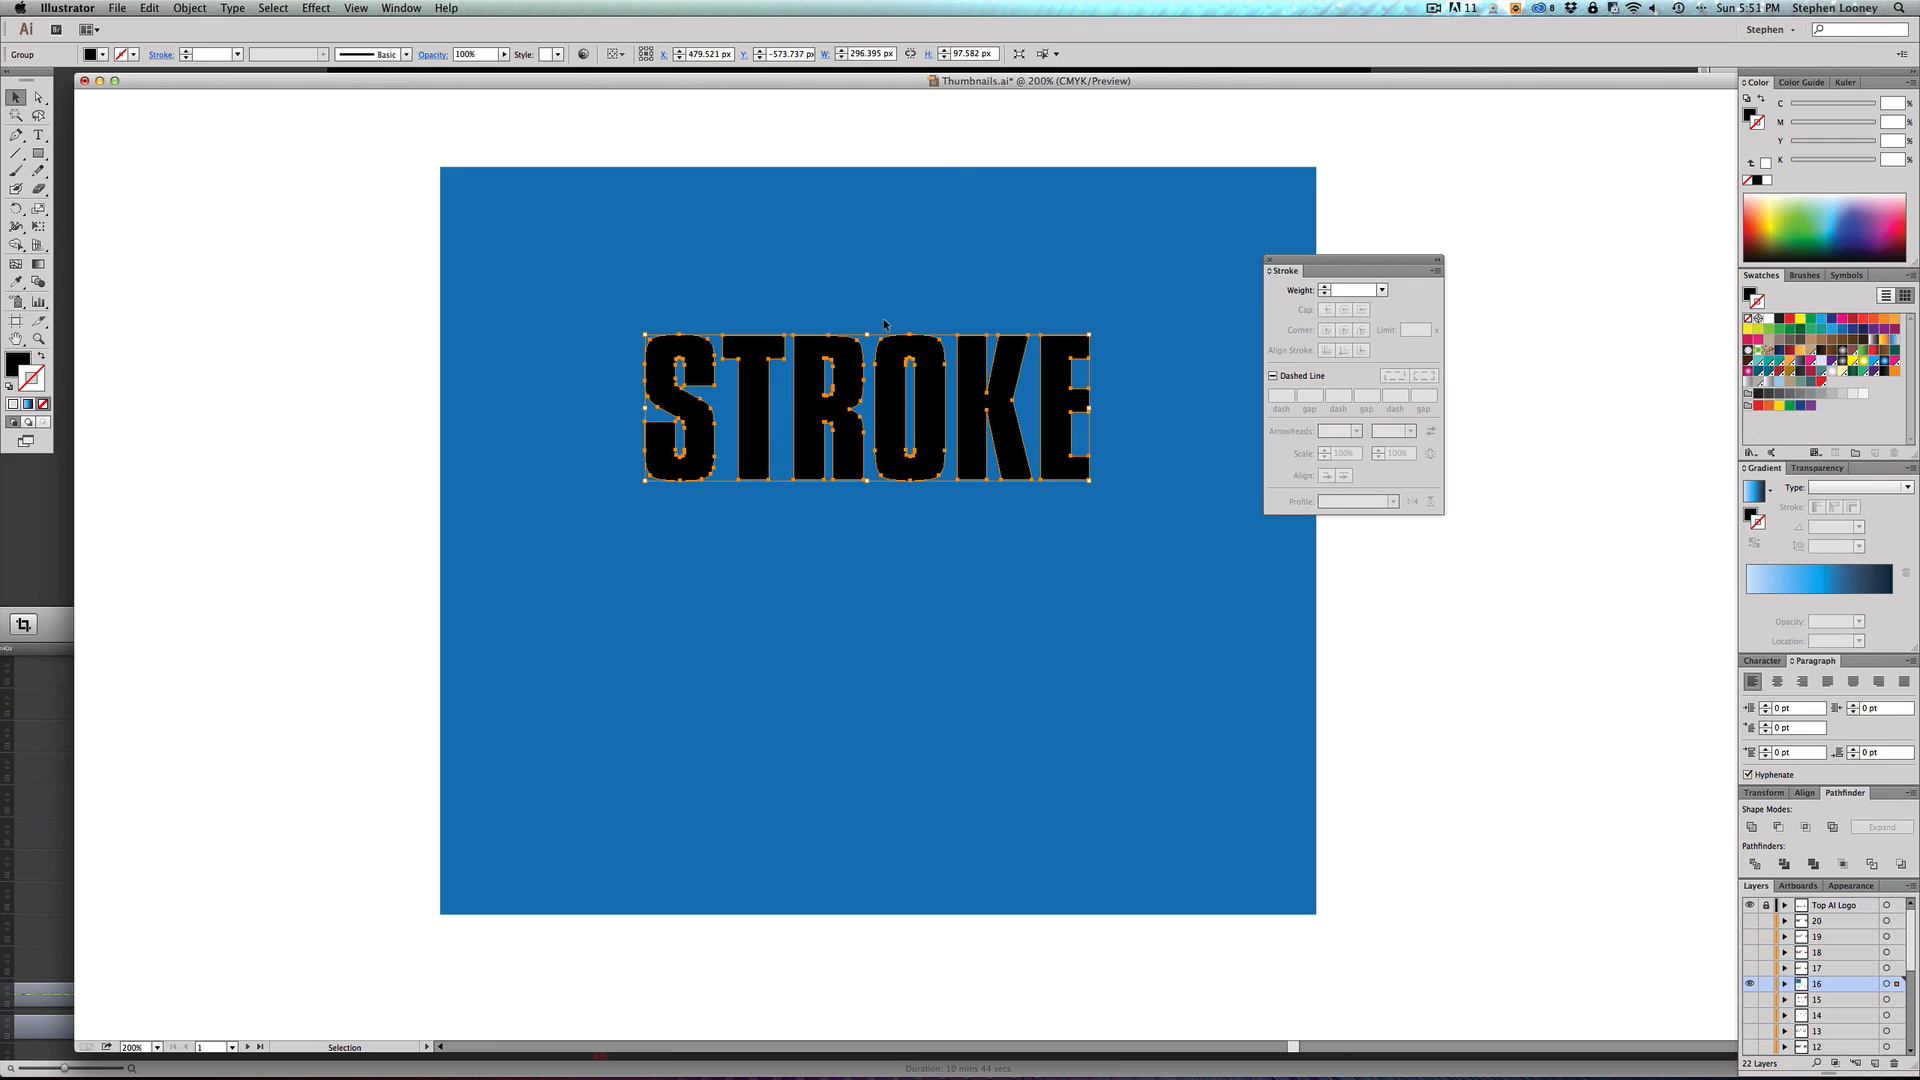 Illustrator File Edit Object Type Select Effect View Window Help
11
8
Sun 5:51 PM Stephen Looney
Ai Br
Stephen
Group
Stroke:
Basic
Opacity: 100%
Style:
X: 479.521 px
Y: -573.737 px
W: 296.395 px
H: 97.582 px
Thumbnails.ai* @ 200% (CMYK/Preview)
STROKE
Stroke
Weight:
Cap:
Corner:
Limit: x
Align Stroke:
Dashed Line
dash gap dash gap dash gap
Arrowheads:
Scale: 100% 100%
Align:
Profile:
Color Color Guide Kuler
C %
M %
Y %
K %
Swatches Brushes Symbols
Gradient Transparency
Type:
Stroke:
Opacity:
Location:
Character Paragraph
0 pt 0 pt
0 pt
0 pt 0 pt
Hyphenate
Transform Align Pathfinder
Shape Modes:
Expand
Pathfinders:
Layers Artboards Appearance
Top AI Logo
20
19
18
17
16
15
14
13
12
22 Layers
200% 1 Selection
Duration: 10 mins 44 secs